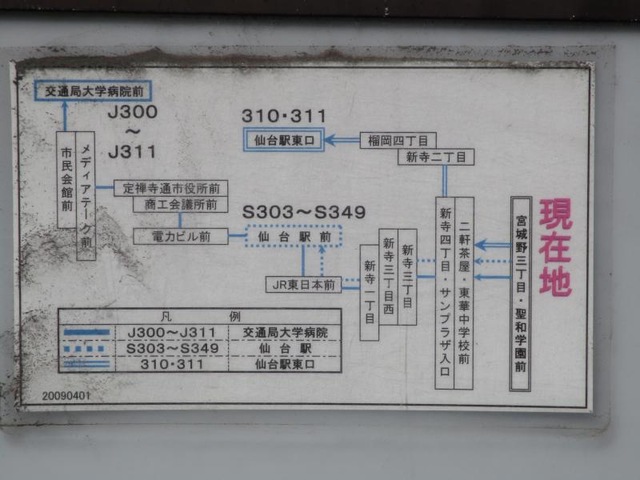 交通局大学病院前
J300
～
J311
310・311
仙台駅東口
榴岡四丁目
新寺二丁目
市民会館前
メディアテーク前
定禅寺通市役所前
商工会議所前
電力ビル前
S303～S349
仙台駅前
JR東日本前
新寺一丁目
新寺三丁目西
新寺三丁目
新寺四丁目・サンプラザ入口
二軒茶屋・東華中学校前
宮城野三丁目・聖和学園前
現在地
凡 例
J300～J311 交通局大学病院
S303～S349 仙台駅
310・311 仙台駅東口
20090401